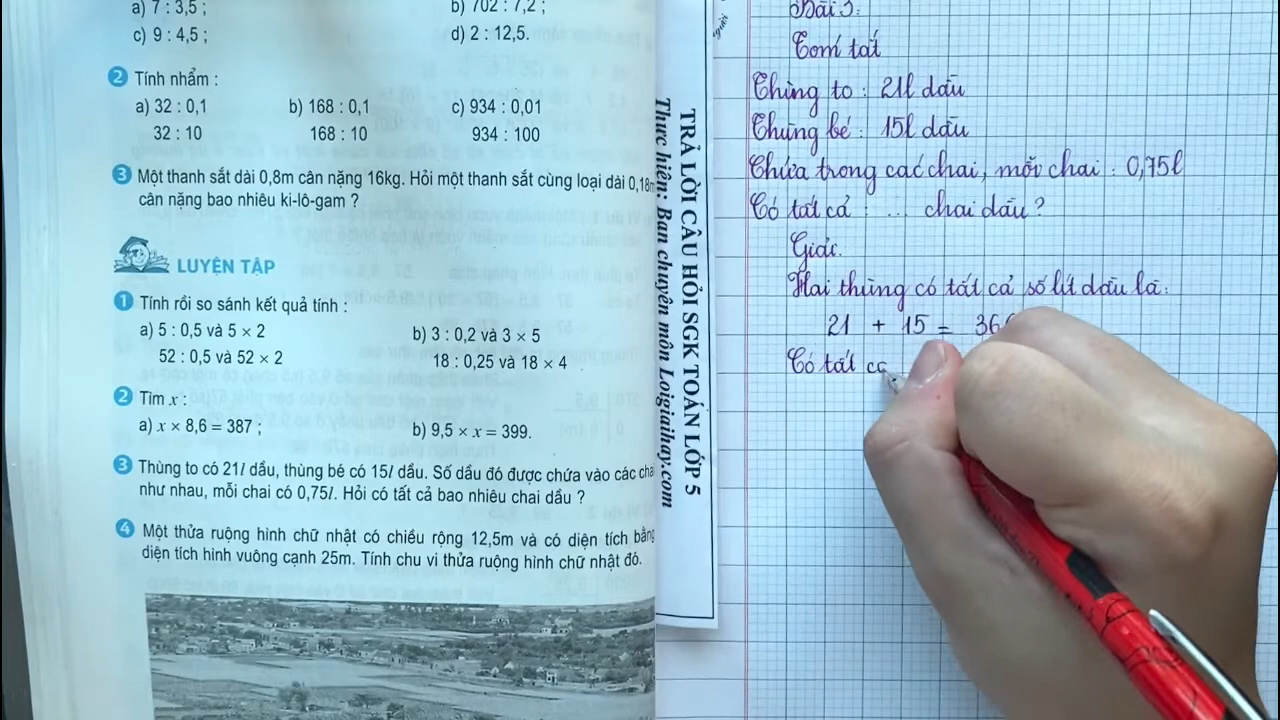 a) 7 : 3,5 ;
b) 702 : 7,2 ;
c) 9 : 4,5 ;
d) 2 : 12,5.
2 Tính nhẩm :
a) 32 : 0,1
b) 168 : 0,1
c) 934 : 0,01
32 : 10
168 : 10
934 : 100
3 Một thanh sắt dài 0,8m cân nặng 16kg. Hỏi một thanh sắt cùng loại dài 0,18m
cân nặng bao nhiêu ki-lô-gam ?
LUYỆN TẬP
1 Tính rồi so sánh kết quả tính :
a) 5 : 0,5 và 5 × 2
b) 3 : 0,2 và 3 × 5
52 : 0,5 và 52 × 2
18 : 0,25 và 18 × 4
2 Tìm x :
a) x × 8,6 = 387 ;
b) 9,5 × x = 399.
3 Thùng to có 21l dầu, thùng bé có 15l dầu. Số dầu đó được chứa vào các cha
như nhau, mỗi chai có 0,75l. Hỏi có tất cả bao nhiêu chai dầu ?
4 Một thửa ruộng hình chữ nhật có chiều rộng 12,5m và có diện tích bằng
diện tích hình vuông cạnh 25m. Tính chu vi thửa ruộng hình chữ nhật đó.
TRẢ LỜI CÂU HỎI SGK TOÁN LỚP 5
Thực hiện: Ban chuyên môn Loigiaihay.com
Bài 3:
Tóm tắt
Thùng to : 21l dầu
Thùng bé : 15l dầu
Chứa trong các chai, mỗi chai : 0,75l
Có tất cả : ... chai dầu ?
Giải.
Hai thùng có tất cả số lít dầu là:
21 + 15 = 36
Có tất cả